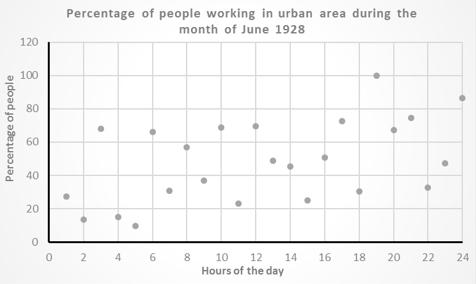 Percentage of people working in urban area during the
month of June 1928
120
100
80
60
40
20
0
Percentage of people
0 2 4 6 8 10 12 14 16 18 20 22 24
Hours of the day